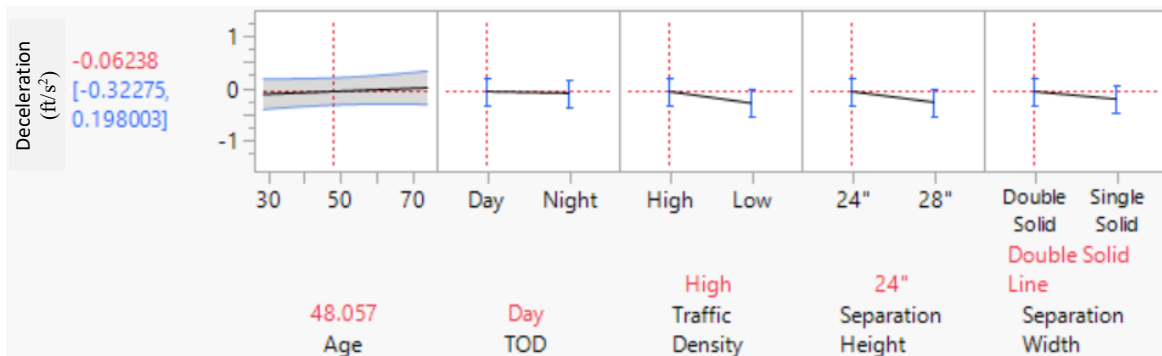 Deceleration
(ft/s²)
-0.06238
[-0.32275,
0.198003]
1
0
-1
30 50 70
Day Night
High Low
24" 28"
Double Solid
Single Solid
48.057
Age
Day
TOD
High
Traffic
Density
24"
Separation
Height
Double Solid
Line
Separation
Width